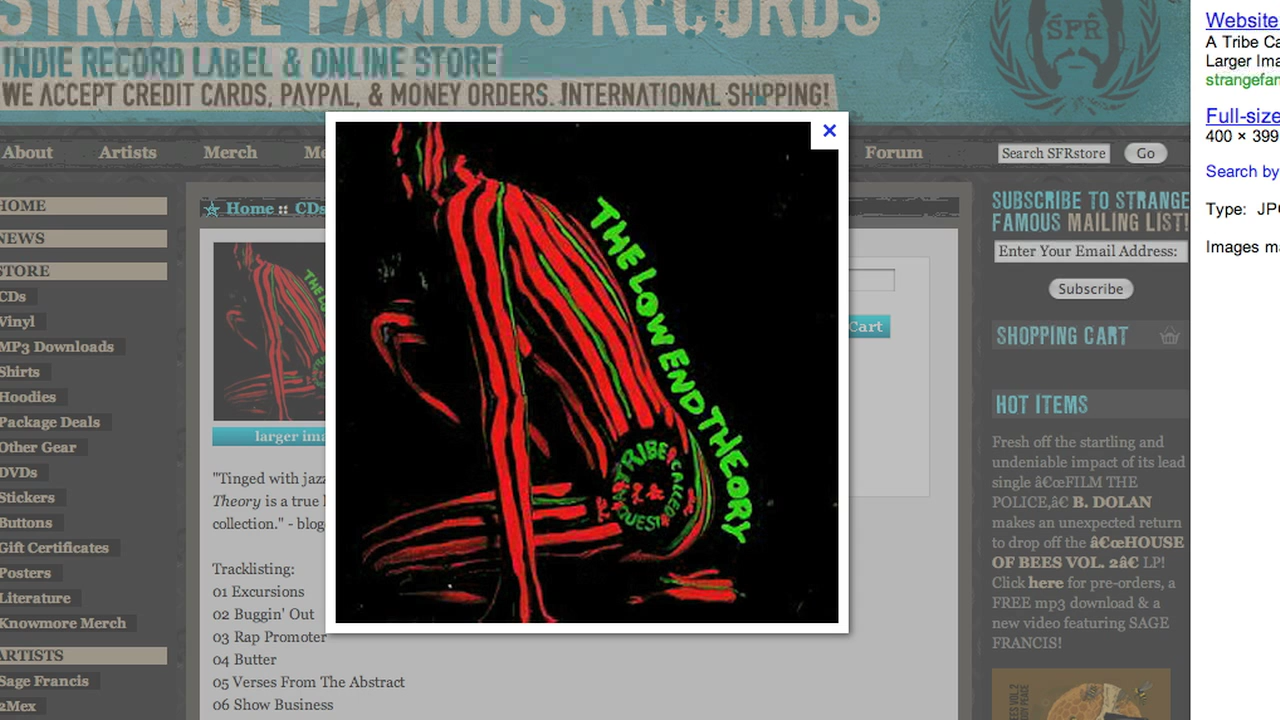 STRANGE FAMOUS RECORDS
INDIE RECORD LABEL & ONLINE STORE
WE ACCEPT CREDIT CARDS, PAYPAL, & MONEY ORDERS. INTERNATIONAL SHIPPING!
SFR
About
Artists
Merch
Forum
Search SFRstore
Go
HOME
NEWS
STORE
CDs
Vinyl
MP3 Downloads
Shirts
Hoodies
Package Deals
Other Gear
DVDs
Stickers
Buttons
Gift Certificates
Posters
Literature
Knowmore Merch
ARTISTS
Sage Francis
2Mex
Home :: CDs
larger ima
"Tinged with jazz
Theory is a true
collection." - blog
Tracklisting:
01 Excursions
02 Buggin' Out
03 Rap Promoter
04 Butter
05 Verses From The Abstract
06 Show Business
×
THE LOW END THEORY
A TRIBE CALLED QUEST
Cart
SUBSCRIBE TO STRANGE
FAMOUS MAILING LIST!
Enter Your Email Address:
Subscribe
SHOPPING CART
HOT ITEMS
Fresh off the startling and
undeniable impact of its lead
single â€œFILM THE
POLICE,â€ B. DOLAN
makes an unexpected return
to drop off the â€œHOUSE
OF BEES VOL. 2â€ LP!
Click here for pre-orders, a
FREE mp3 download & a
new video featuring SAGE
FRANCIS!
Website
A Tribe Ca
Larger Ima
strangefam
Full-size
400 × 399
Search by
Type: JP
Images ma